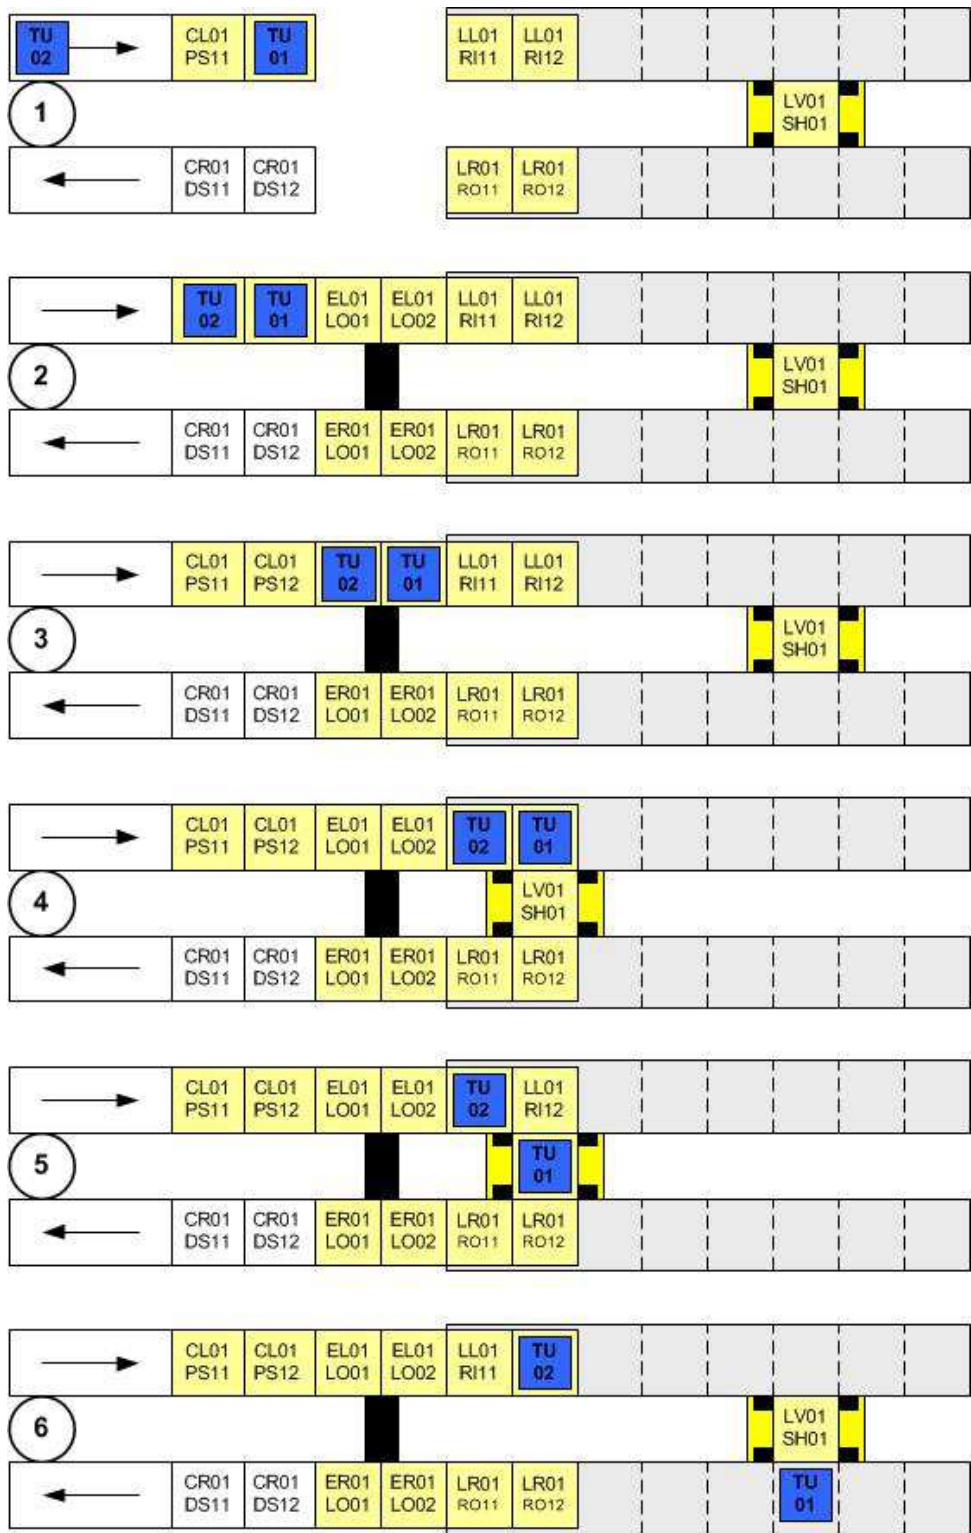 TU CL01 TU LL01 LL01
02 PS11 01 RI11 RI12
1
LV01
SH01
CR01 CR01 LR01 LR01
DS11 DS12 RO11 RO12
TU TU EL01 EL01 LL01 LL01
02 01 LO01 LO02 RI11 RI12
2
LV01
SH01
CR01 CR01 ER01 ER01 LR01 LR01
DS11 DS12 LO01 LO02 RO11 RO12
CL01 CL01 TU TU LL01 LL01
PS11 PS12 02 01 RI11 RI12
3
LV01
SH01
CR01 CR01 ER01 ER01 LR01 LR01
DS11 DS12 LO01 LO02 RO11 RO12
CL01 CL01 EL01 EL01 TU TU
PS11 PS12 LO01 LO02 02 01
4
LV01
SH01
CR01 CR01 ER01 ER01 LR01 LR01
DS11 DS12 LO01 LO02 RO11 RO12
CL01 CL01 EL01 EL01 TU LL01
PS11 PS12 LO01 LO02 02 RI12
5
TU
01
CR01 CR01 ER01 ER01 LR01 LR01
DS11 DS12 LO01 LO02 RO11 RO12
CL01 CL01 EL01 EL01 LL01 TU
PS11 PS12 LO01 LO02 RI11 02
6
LV01
SH01
CR01 CR01 ER01 ER01 LR01 LR01 TU
DS11 DS12 LO01 LO02 RO11 RO12 01